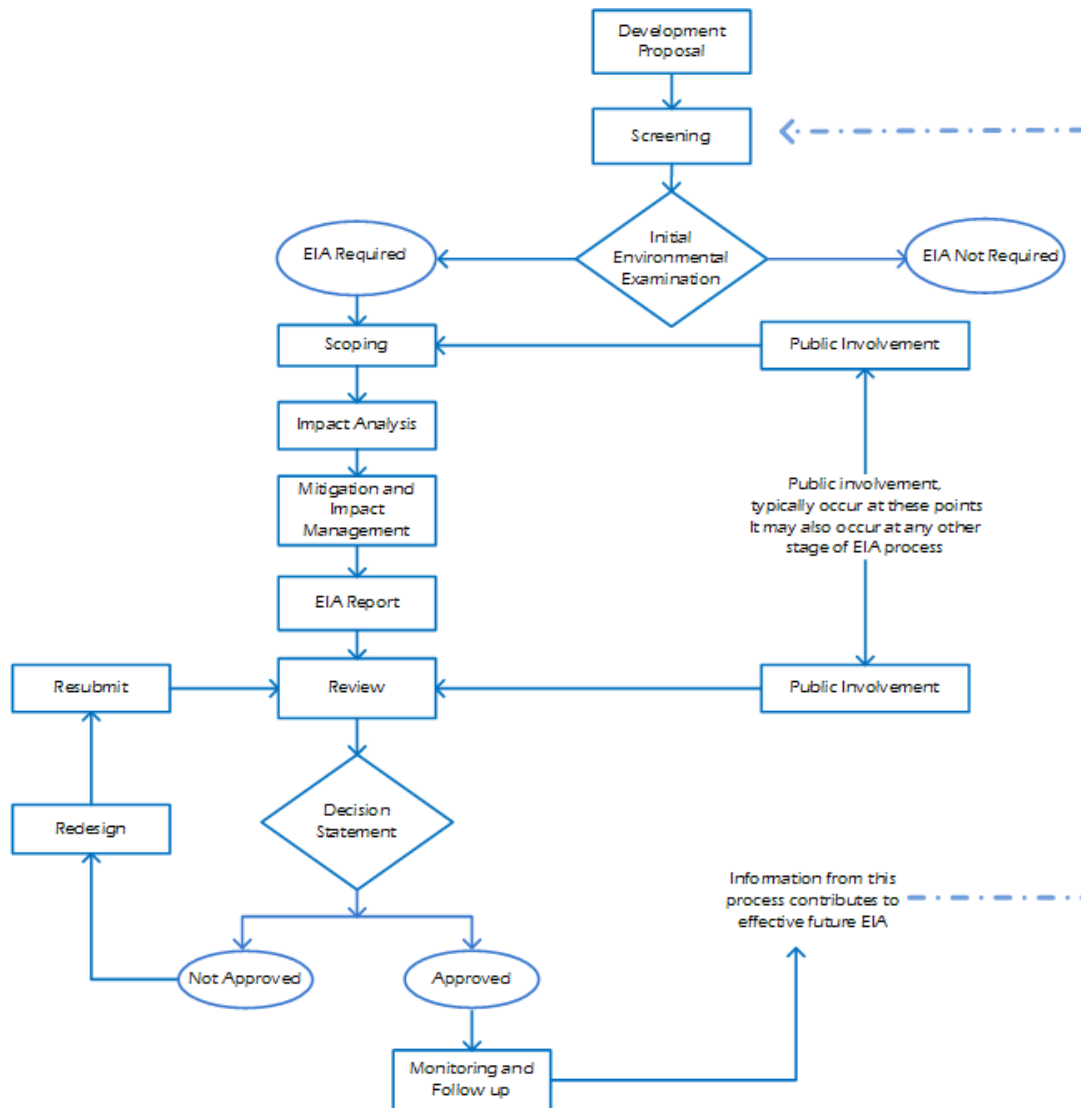 Development
Proposal
Screening
Initial
Environmental
Examination
EIA Required
EIA Not Required
Scoping
Public Involvement
Impact Analysis
Mitigation and
Impact
Management
Public involvement,
typically occur at these points
It may also occur at any other
stage of EIA process
EIA Report
Resubmit
Review
Public Involvement
Redesign
Decision
Statement
Information from this
process contributes to
effective future EIA
Not Approved
Approved
Monitoring and
Follow up